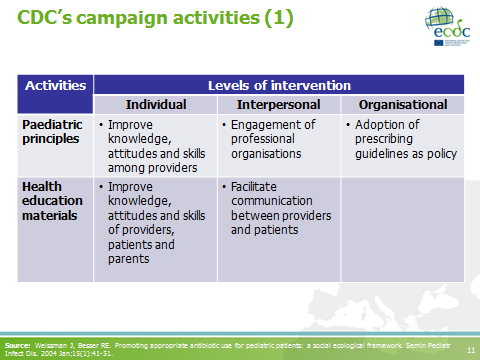 CDC's campaign activities (1)
ecdc
Activities
Levels of intervention
Individual
Interpersonal
Organisational
Paediatric
principles
• Improve
knowledge,
attitudes and skills
among providers
• Engagement of
professional
organisations
• Adoption of
prescribing
guidelines as policy
Health
education
materials
• Improve
knowledge,
attitudes and skills
of providers,
patients and
parents
• Facilitate
communication
between providers
and patients
Source: Weissman J, Besser RE. Promoting appropriate antibiotic use for pediatric patients: a social ecological framework. Semin Pediatr
Infect Dis. 2004 Jan;15(1):41-51.
11